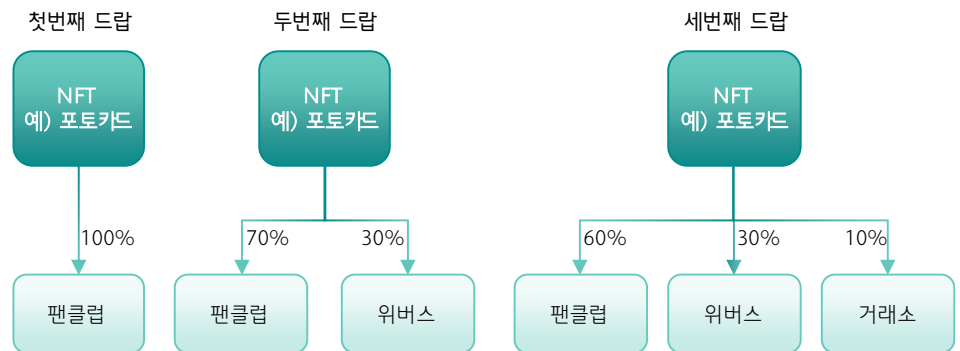 첫번째 드랍
두번째 드랍
세번째 드랍
NFT
예) 포토카드
NFT
예) 포토카드
NFT
예) 포토카드
100%
70%
30%
60%
30%
10%
팬클럽
팬클럽
위버스
팬클럽
위버스
거래소